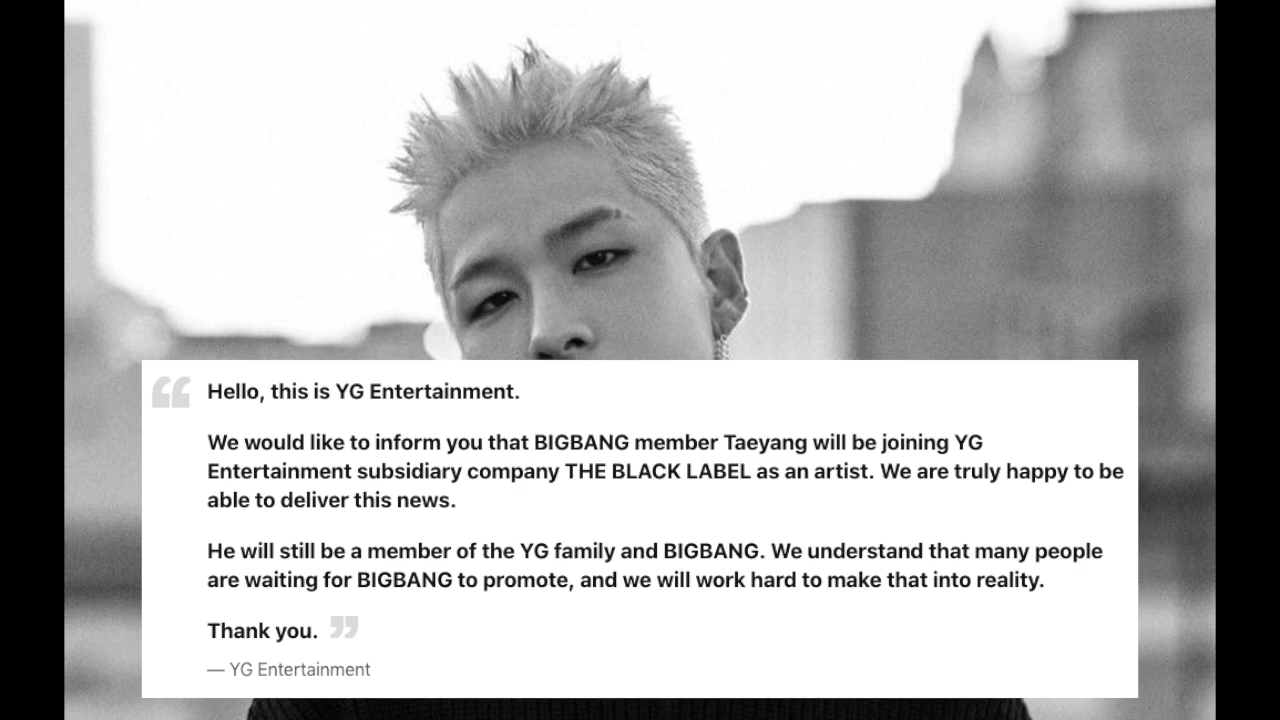 “ Hello, this is YG Entertainment.
We would like to inform you that BIGBANG member Taeyang will be joining YG
Entertainment subsidiary company THE BLACK LABEL as an artist. We are truly happy to be
able to deliver this news.
He will still be a member of the YG family and BIGBANG. We understand that many people
are waiting for BIGBANG to promote, and we will work hard to make that into reality.
Thank you. ”
— YG Entertainment